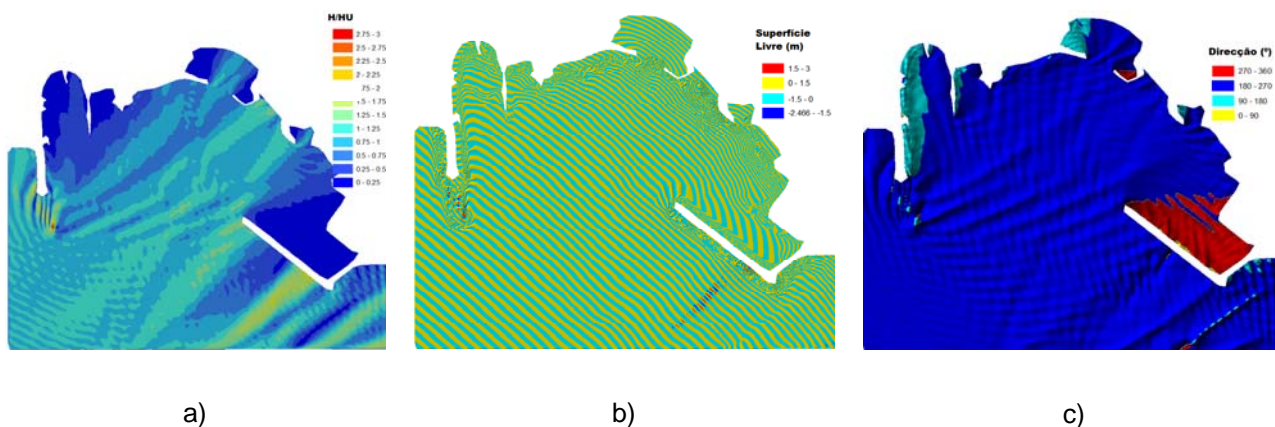 H/HU
2.75 - 3
2.5 - 2.75
2.25 - 2.5
2 - 2.25
75 - 2
.5 - 1.75
1.25 - 1.5
1 - 1.25
0.75 - 1
0.5 - 0.75
0.25 - 0.5
0 - 0.25
Superfície
Livre (m)
1.5 - 3
0 - 1.5
-1.5 - 0
-2.466 - -1.5
Direcção (º)
270 - 360
180 - 270
90 - 180
0 - 90
a)
b)
c)